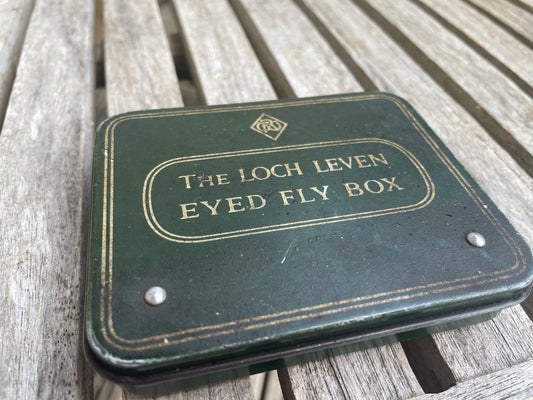 THE LOCH LEVEN
EYED FLY BOX